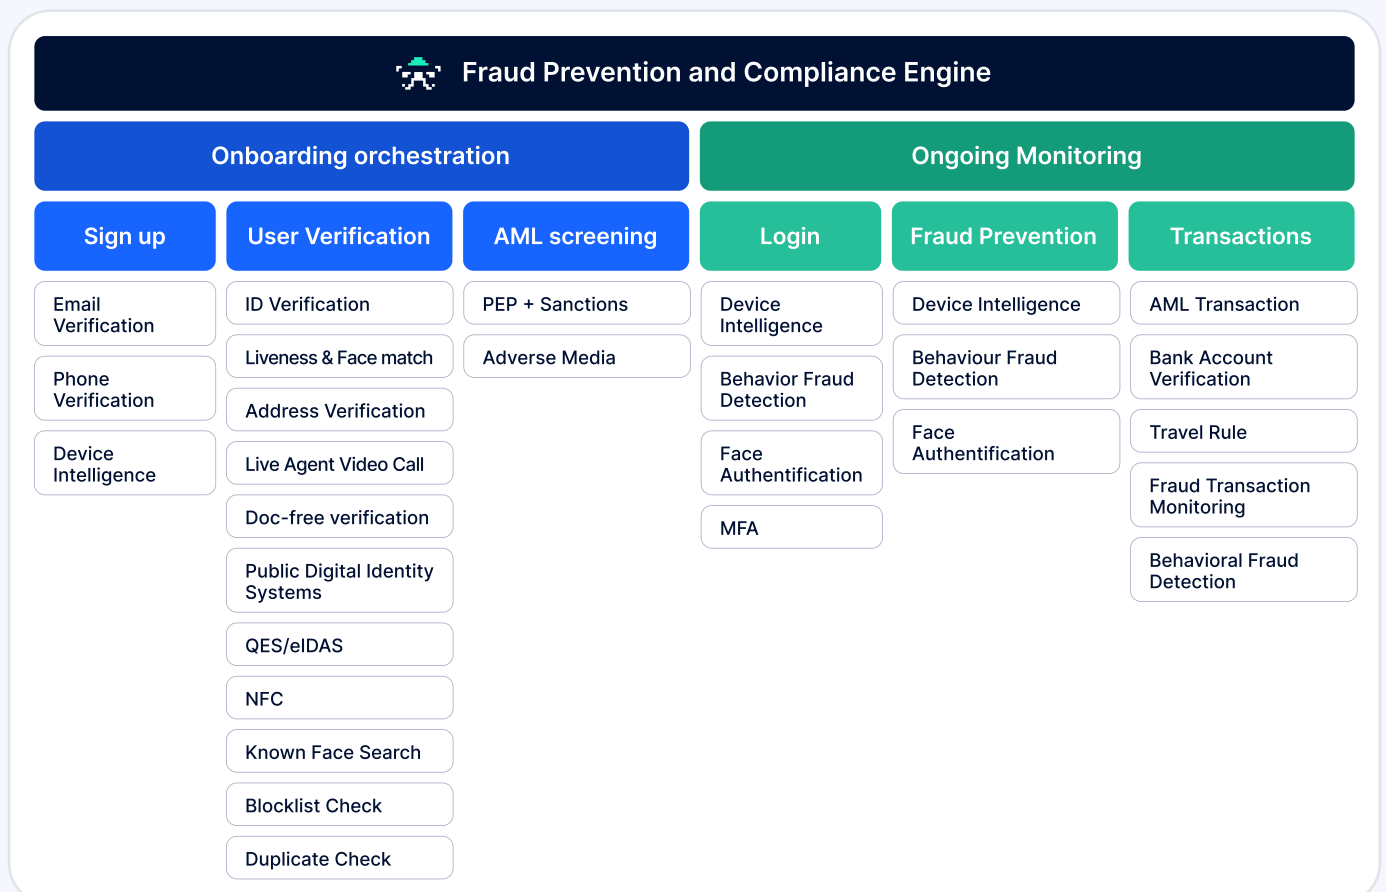 Fraud Prevention and Compliance Engine
Onboarding orchestration
Ongoing Monitoring
Sign up
User Verification
AML screening
Login
Fraud Prevention
Transactions
Email
Verification
Phone
Verification
Device
Intelligence
ID Verification
Liveness & Face match
Address Verification
Live Agent Video Call
Doc-free verification
Public Digital Identity
Systems
QES/eIDAS
NFC
Known Face Search
Blocklist Check
Duplicate Check
PEP + Sanctions
Adverse Media
Device
Intelligence
Behavior Fraud
Detection
Face
Authentification
MFA
Device Intelligence
Behaviour Fraud
Detection
Face
Authentification
AML Transaction
Bank Account
Verification
Travel Rule
Fraud Transaction
Monitoring
Behavioral Fraud
Detection